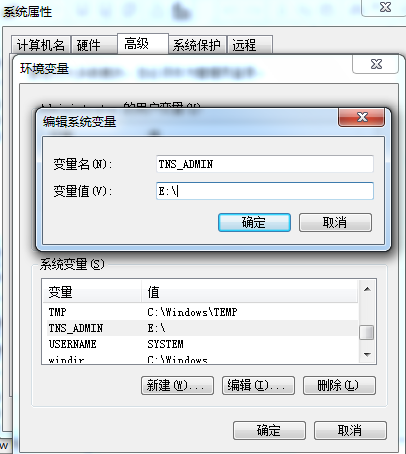 系统属性
计算机名 硬件 高级 系统保护 远程
环境变量
的用户变量(U)
编辑系统变量
变量名(N): TNS_ADMIN
变量值(V): E:\
确定 取消
系统变量(S)
变量 值
TMP C:\Windows\TEMP
TNS_ADMIN E:\
USERNAME SYSTEM
windir C:\Windows
新建(W)... 编辑(I)... 删除(L)
确定 取消